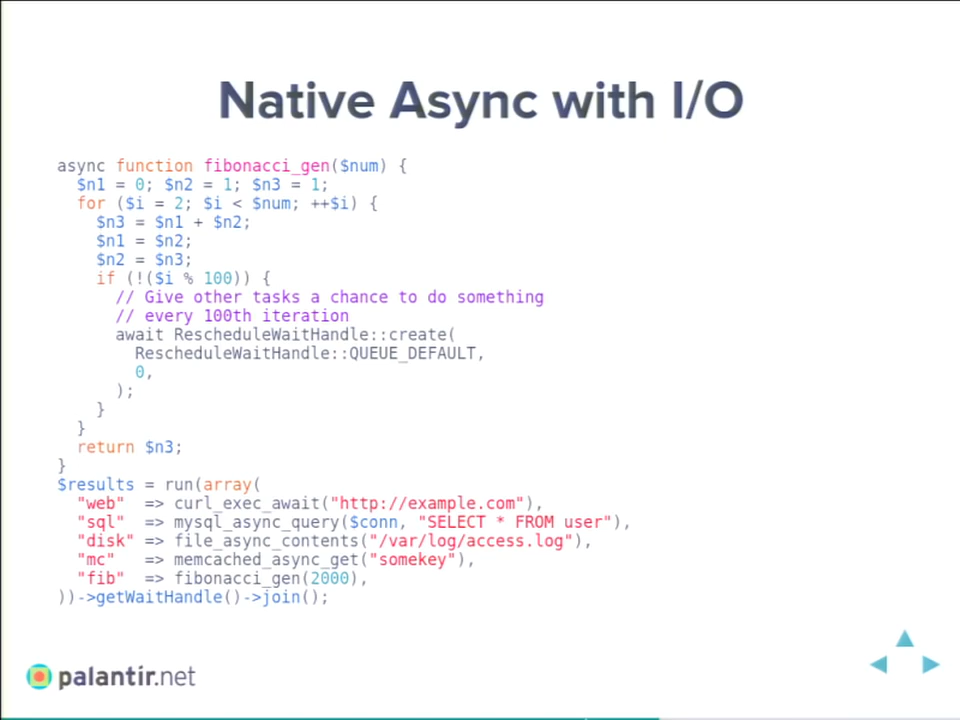 Native Async with I/O
async function fibonacci_gen($num) {
  $n1 = 0; $n2 = 1; $n3 = 1;
  for ($i = 2; $i < $num; ++$i) {
    $n3 = $n1 + $n2;
    $n1 = $n2;
    $n2 = $n3;
    if (!($i % 100)) {
      // Give other tasks a chance to do something
      // every 100th iteration
      await RescheduleWaitHandle::create(
        RescheduleWaitHandle::QUEUE_DEFAULT,
        0,
      );
    }
  }
  return $n3;
}
$results = run(array(
  "web"  => curl_exec_await("http://example.com"),
  "sql"  => mysql_async_query($conn, "SELECT * FROM user"),
  "disk" => file_async_contents("/var/log/access.log"),
  "mc"   => memcached_async_get("somekey"),
  "fib"  => fibonacci_gen(2000),
))->getWaitHandle()->join();
palantir.net